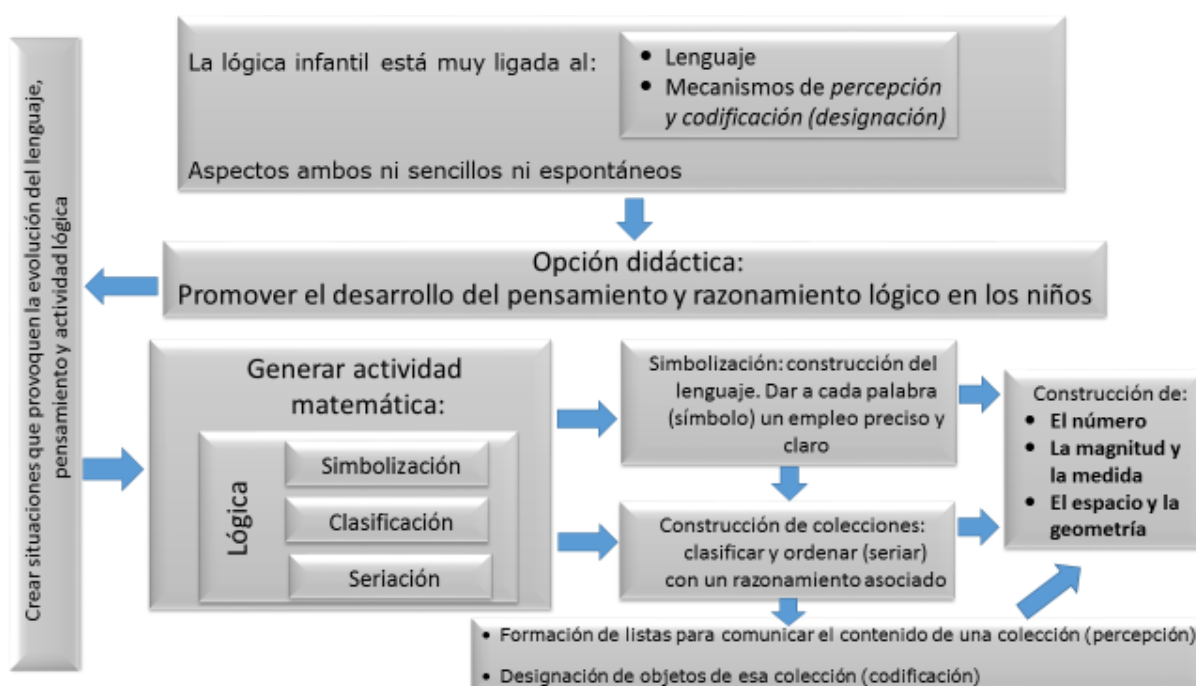 La lógica infantil está muy ligada al:
• Lenguaje
• Mecanismos de percepción
y codificación (designación)
Aspectos ambos ni sencillos ni espontáneos
Opción didáctica:
Promover el desarrollo del pensamiento y razonamiento lógico en los niños
Crear situaciones que provoquen la evolución del lenguaje,
pensamiento y actividad lógica
Generar actividad
matemática:
Lógica
Simbolización
Clasificación
Seriación
Simbolización: construcción del
lenguaje. Dar a cada palabra
(símbolo) un empleo preciso y
claro
Construcción de colecciones:
clasificar y ordenar (seriar)
con un razonamiento asociado
• Formación de listas para comunicar el contenido de una colección (percepción)
• Designación de objetos de esa colección (codificación)
Construcción de:
• El número
• La magnitud y
la medida
• El espacio y la
geometría